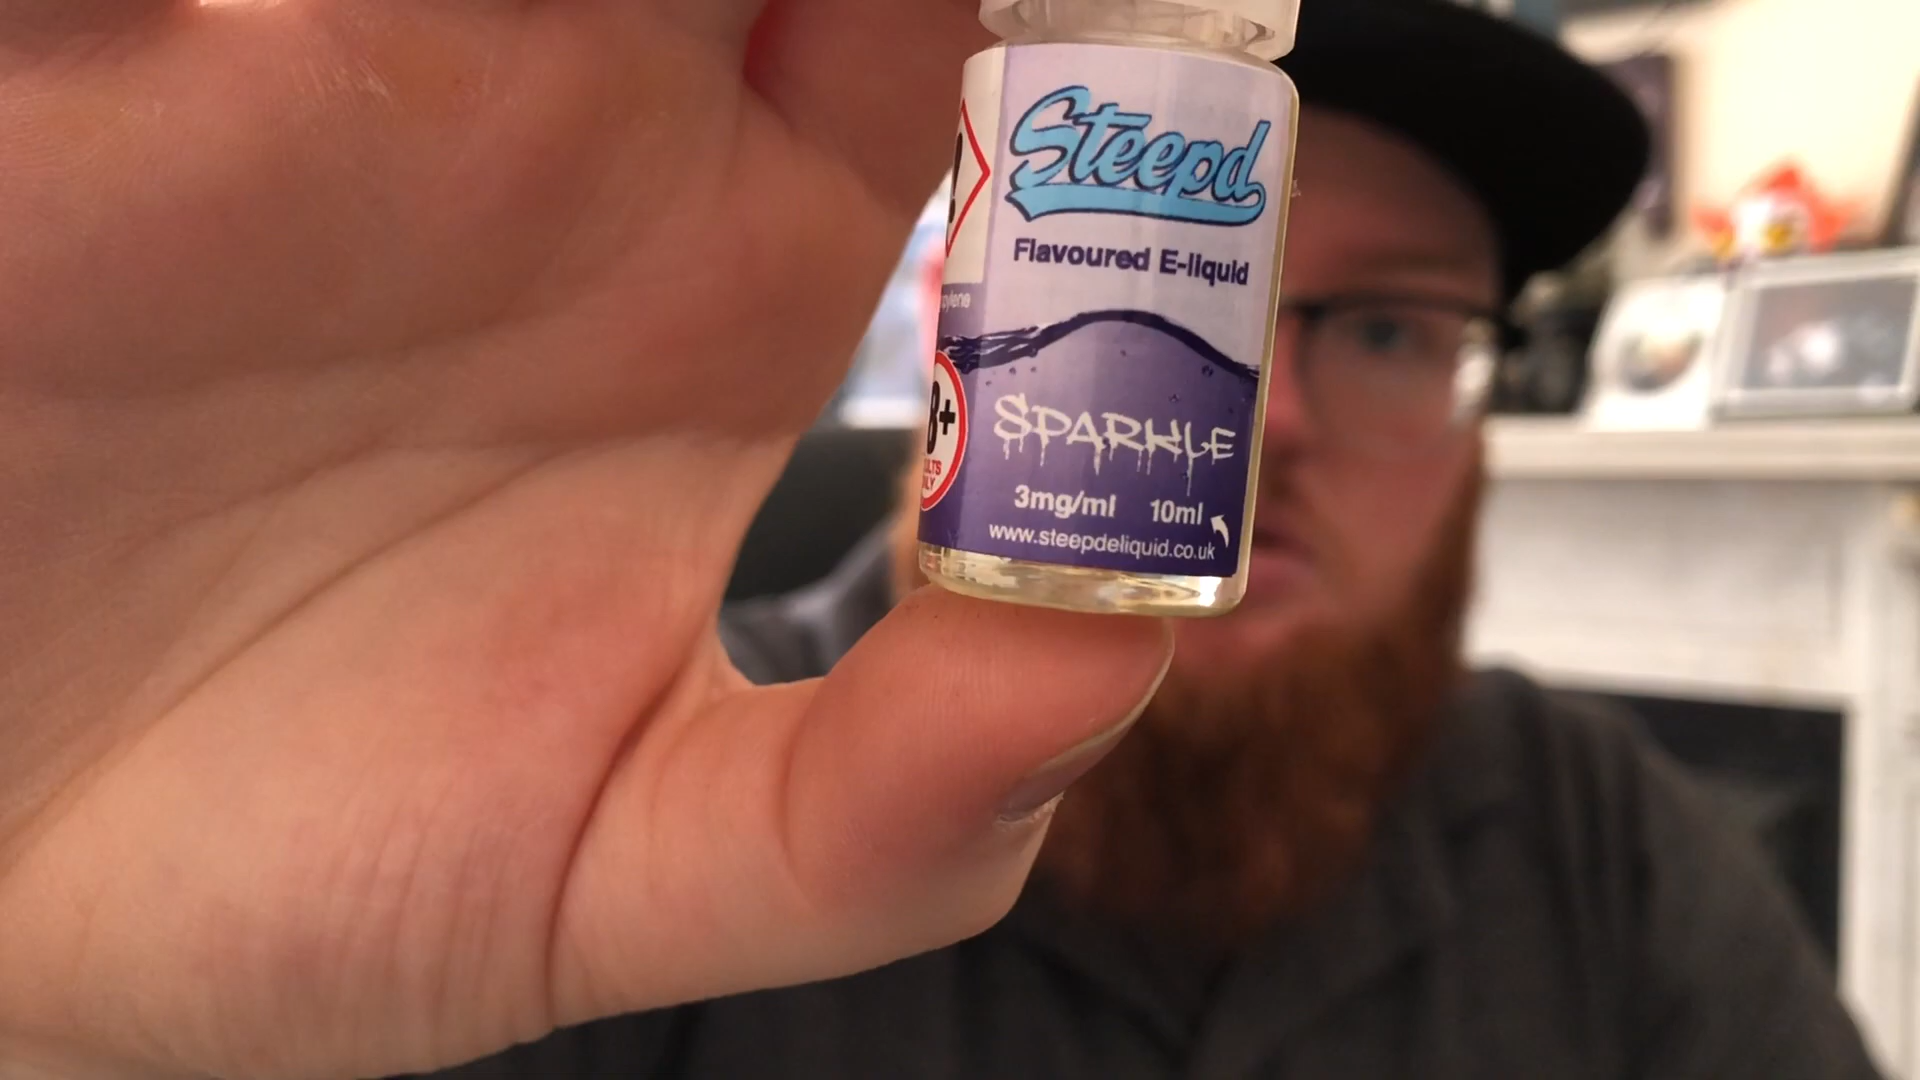 Steepd
Flavoured E-liquid
SPARKLE
3mg/ml 10ml
www.steepdeliquid.co.uk